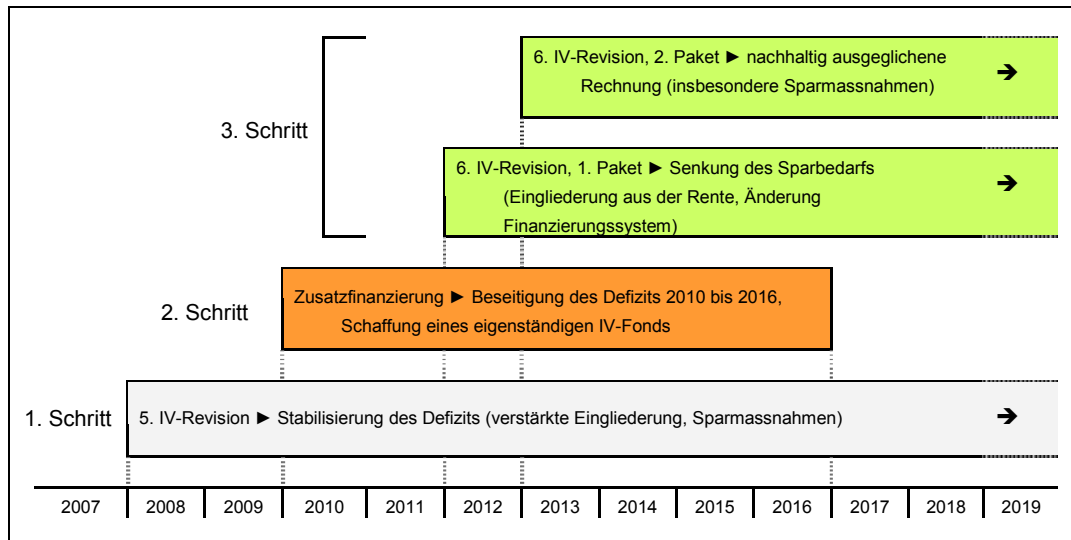 6. IV-Revision, 2. Paket ► nachhaltig ausgeglichene
Rechnung (insbesondere Sparmassnahmen)
➔
3. Schritt
6. IV-Revision, 1. Paket ► Senkung des Sparbedarfs
(Eingliederung aus der Rente, Änderung
Finanzierungssystem)
➔
2. Schritt
Zusatzfinanzierung ► Beseitigung des Defizits 2010 bis 2016,
Schaffung eines eigenständigen IV-Fonds
1. Schritt
5. IV-Revision ► Stabilisierung des Defizits (verstärkte Eingliederung, Sparmassnahmen)
➔
2007 2008 2009 2010 2011 2012 2013 2014 2015 2016 2017 2018 2019